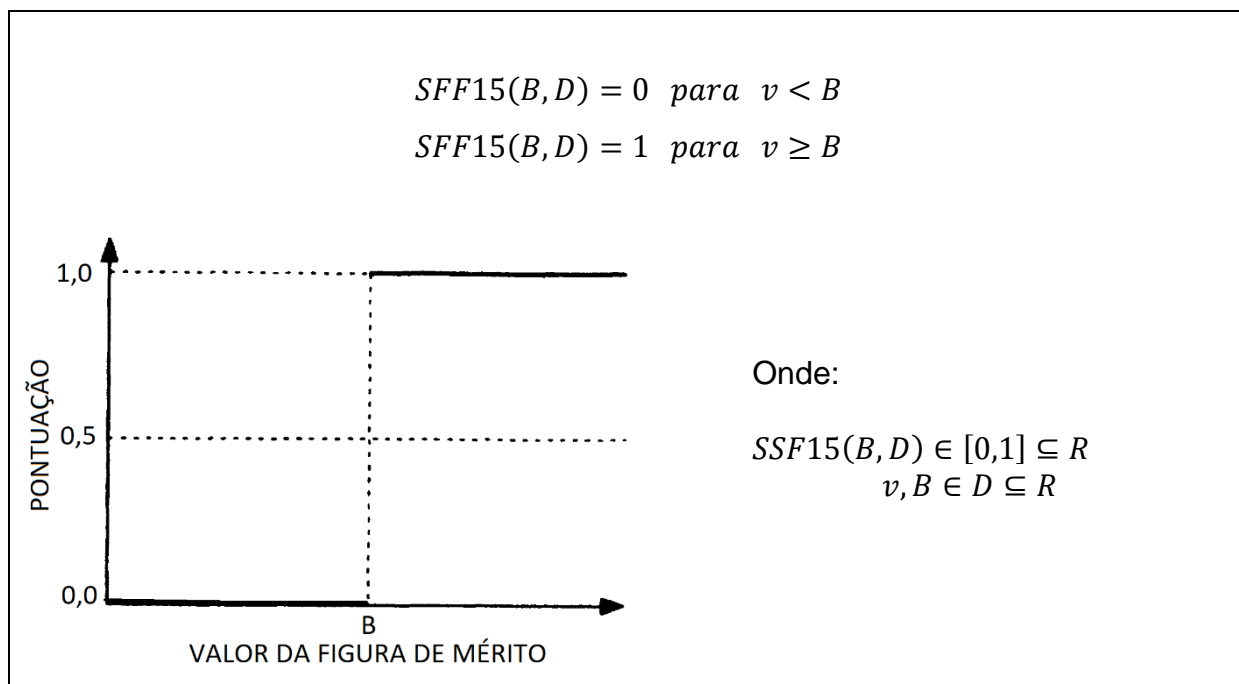 SFF15(B, D) = 0 para v < B
SFF15(B, D) = 1 para v ≥ B
1,0
0,5
0,0
PONTUAÇÃO
B
VALOR DA FIGURA DE MÉRITO
Onde:
SSF15(B, D) ∈ [0,1] ⊆ R
v, B ∈ D ⊆ R